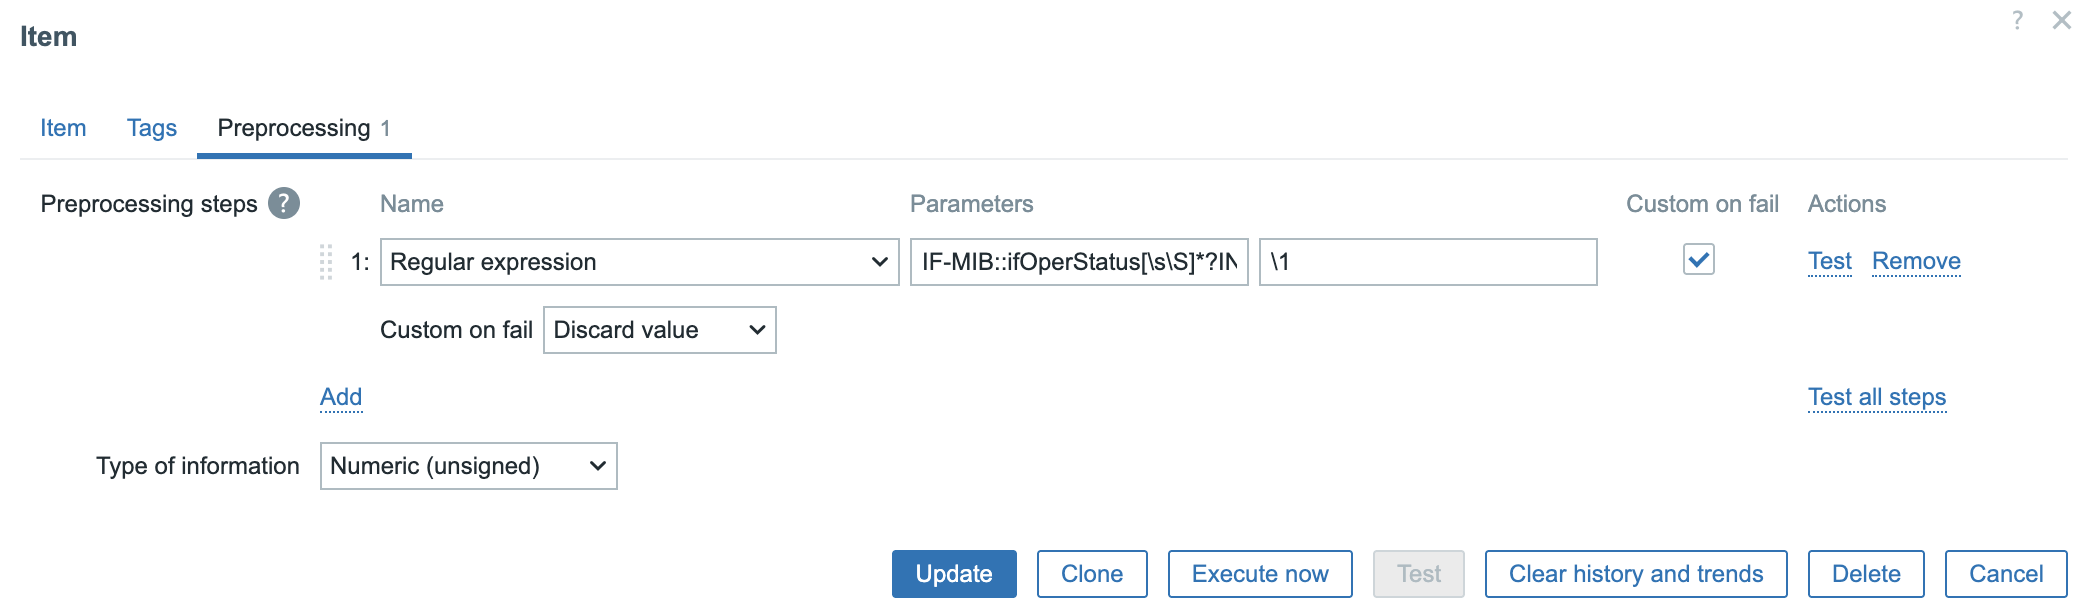 ?
Item
Item Tags Preprocessing 1
Preprocessing steps ? Name Parameters Custom on fail Actions
1: Regular expression IF-MIB::ifOperStatus[\s\S]*?IN \1 Test Remove
Custom on fail Discard value
Add Test all steps
Type of information Numeric (unsigned)
Update Clone Execute now Test Clear history and trends Delete Cancel